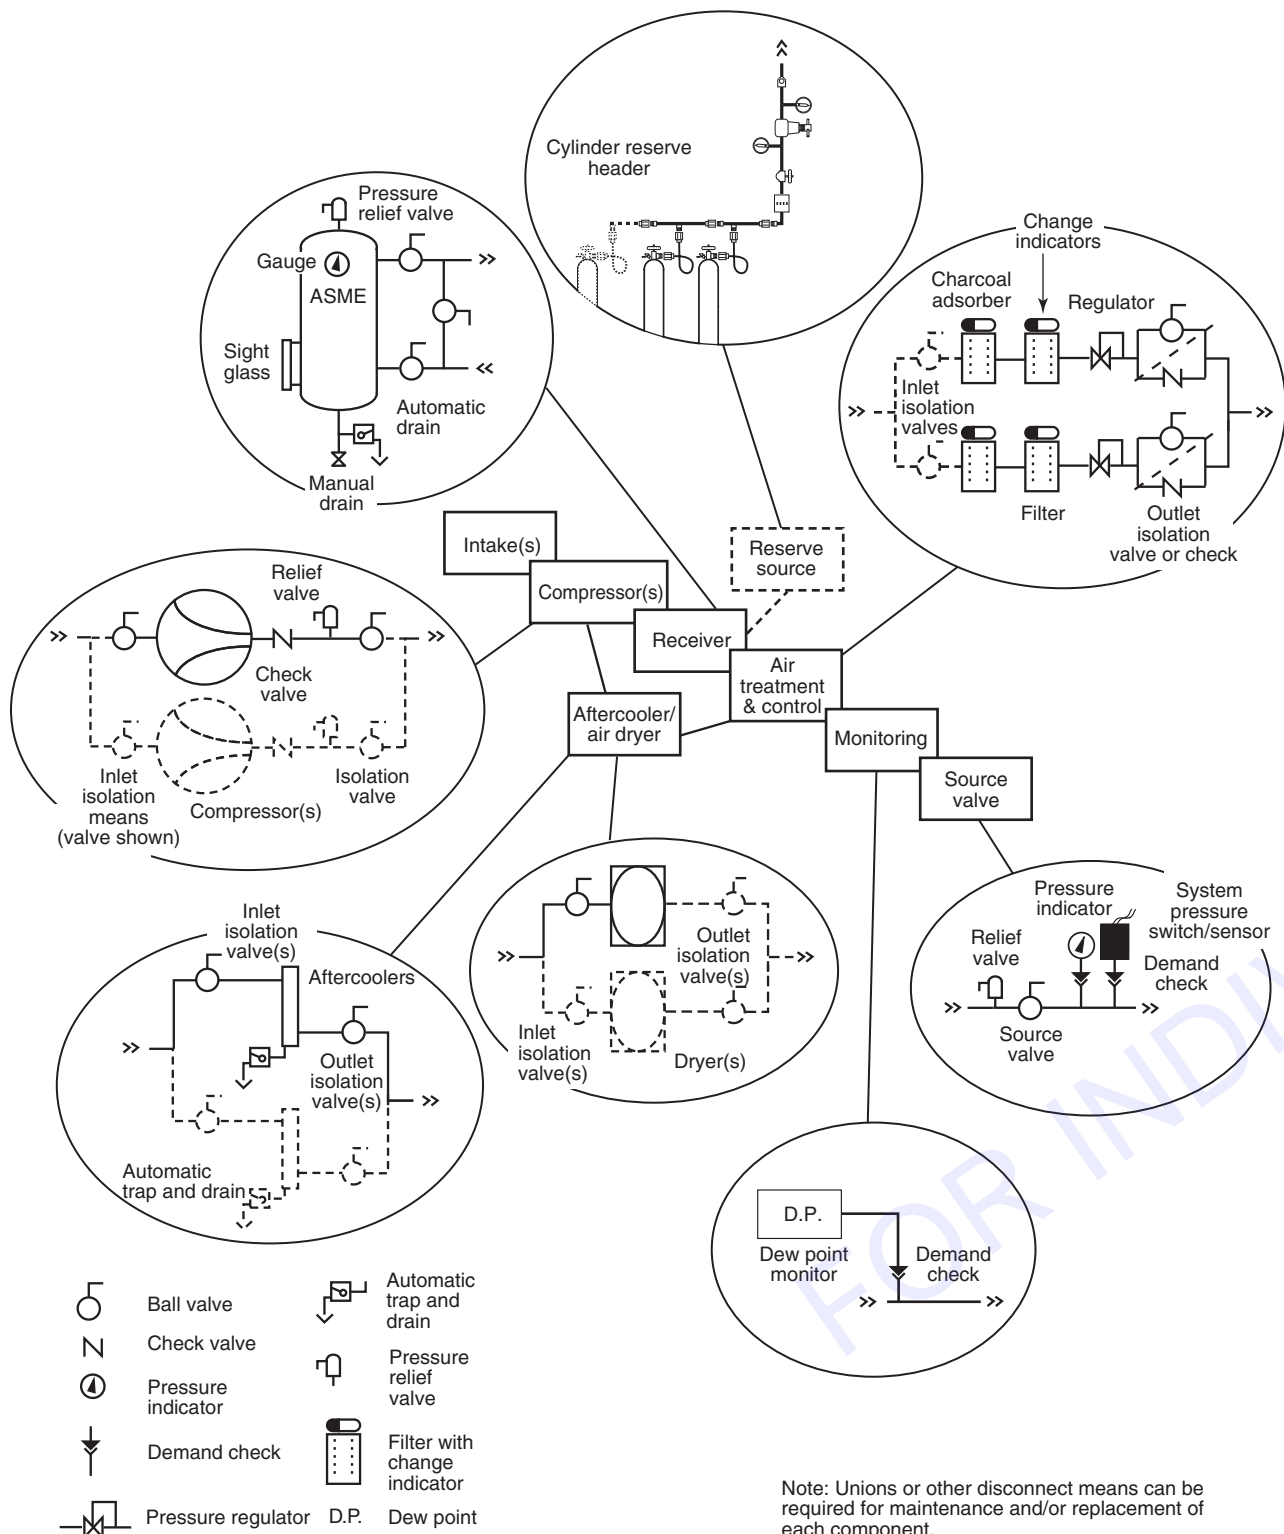 Cylinder reserve
header
Pressure
relief valve
Gauge
ASME
Sight
glass
Automatic
drain
Manual
drain
Change
indicators
Charcoal
adsorber
Regulator
Inlet
isolation
valves
Filter
Outlet
isolation
valve or check
Intake(s)
Compressor(s)
Receiver
Reserve
source
Air
treatment
& control
Aftercooler/
air dryer
Monitoring
Source
valve
Relief
valve
Check
valve
Inlet
isolation
means
(valve shown)
Compressor(s)
Isolation
valve
Inlet
isolation
valve(s)
Aftercoolers
Outlet
isolation
valve(s)
Automatic
trap and drain
Outlet
isolation
valve(s)
Inlet
isolation
valve(s)
Dryer(s)
Pressure
indicator
System
pressure
switch/sensor
Relief
valve
Demand
check
Source
valve
D.P.
Dew point
monitor
Demand
check
Ball valve
Check valve
Pressure
indicator
Demand check
Pressure regulator
Automatic
trap and
drain
Pressure
relief
valve
Filter with
change
indicator
D.P. Dew point
Note: Unions or other disconnect means can be
required for maintenance and/or replacement of
each component.
FOR INDIV